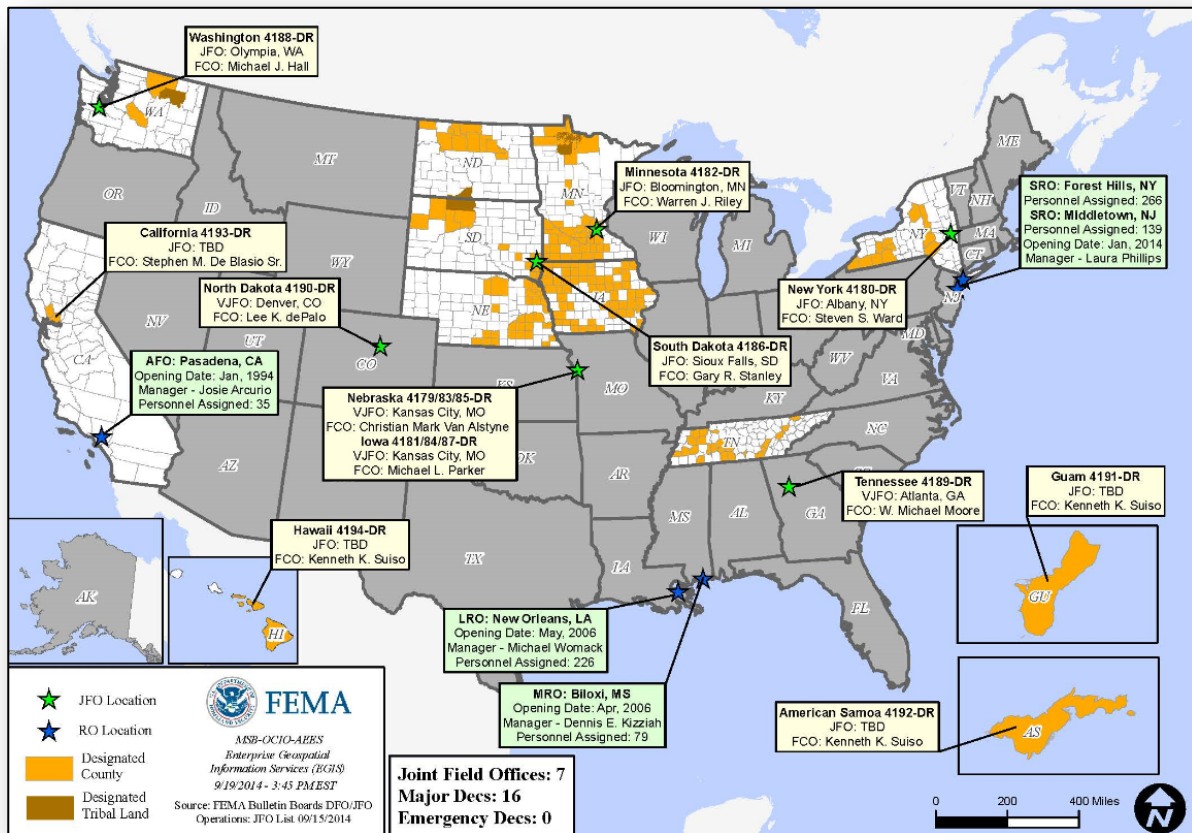 Washington 4188-DR
JFO: Olympia, WA
FCO: Michael J. Hall
WA
MT
ND
MN
ME
OR
ID
Minnesota 4182-DR
JFO: Bloomington, MN
FCO: Warren J. Riley
SRO: Forest Hills, NY
Personnel Assigned: 266
SRO: Middletown, NJ
Personnel Assigned: 139
Opening Date: Jan, 2014
Manager - Laura Phillips
VT
NH
MA
CT
NY
WI
MI
SD
WY
California 4193-DR
JFO: TBD
FCO: Stephen M. De Blasio Sr.
North Dakota 4190-DR
VJFO: Denver, CO
FCO: Lee K. dePalo
New York 4180-DR
JFO: Albany, NY
FCO: Steven S. Ward
NJ
IA
NE
NV
UT
CO
CA
South Dakota 4186-DR
JFO: Sioux Falls, SD
FCO: Gary R. Stanley
MD
WV
VA
AFO: Pasadena, CA
Opening Date: Jan, 1994
Manager - Josie Arcurio
Personnel Assigned: 35
Nebraska 4179/83/85-DR
VJFO: Kansas City, MO
FCO: Christian Mark Van Alstyne
Iowa 4181/84/87-DR
VJFO: Kansas City, MO
FCO: Michael L. Parker
KS
MO
KY
OK
AR
TN
NC
AZ
Tennessee 4189-DR
VJFO: Atlanta, GA
FCO: W. Michael Moore
Guam 4191-DR
JFO: TBD
FCO: Kenneth K. Suiso
MS
AL
GA
Hawaii 4194-DR
JFO: TBD
FCO: Kenneth K. Suiso
TX
LA
FL
AK
HI
GU
LRO: New Orleans, LA
Opening Date: May, 2006
Manager - Michael Womack
Personnel Assigned: 226
MRO: Biloxi, MS
Opening Date: Apr, 2006
Manager - Dennis E. Kizziah
Personnel Assigned: 79
American Samoa 4192-DR
JFO: TBD
FCO: Kenneth K. Suiso
AS
JFO Location
RO Location
Designated
County
Designated
Tribal Land
FEMA
MSB-OCIO-AEES
Enterprise Geospatial
Information Services (EGIS)
9/19/2014 - 3:45 PM EST
Source: FEMA Bulletin Boards DFO/JFO
Operations: JFO List 09/15/2014
Joint Field Offices: 7
Major Decs: 16
Emergency Decs: 0
0 200 400 Miles
N